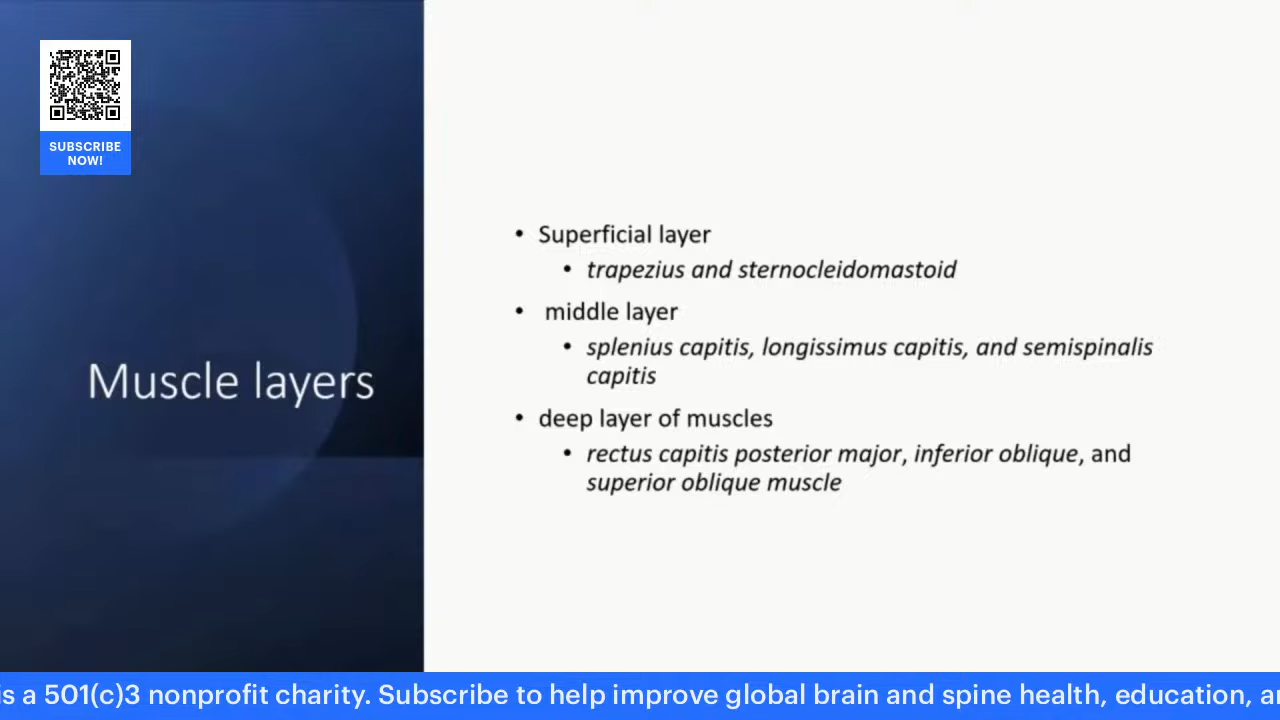 SUBSCRIBE
NOW!
Muscle layers
• Superficial layer
• trapezius and sternocleidomastoid
• middle layer
• splenius capitis, longissimus capitis, and semispinalis
capitis
• deep layer of muscles
• rectus capitis posterior major, inferior oblique, and
superior oblique muscle
is a 501(c)3 nonprofit charity. Subscribe to help improve global brain and spine health, education,